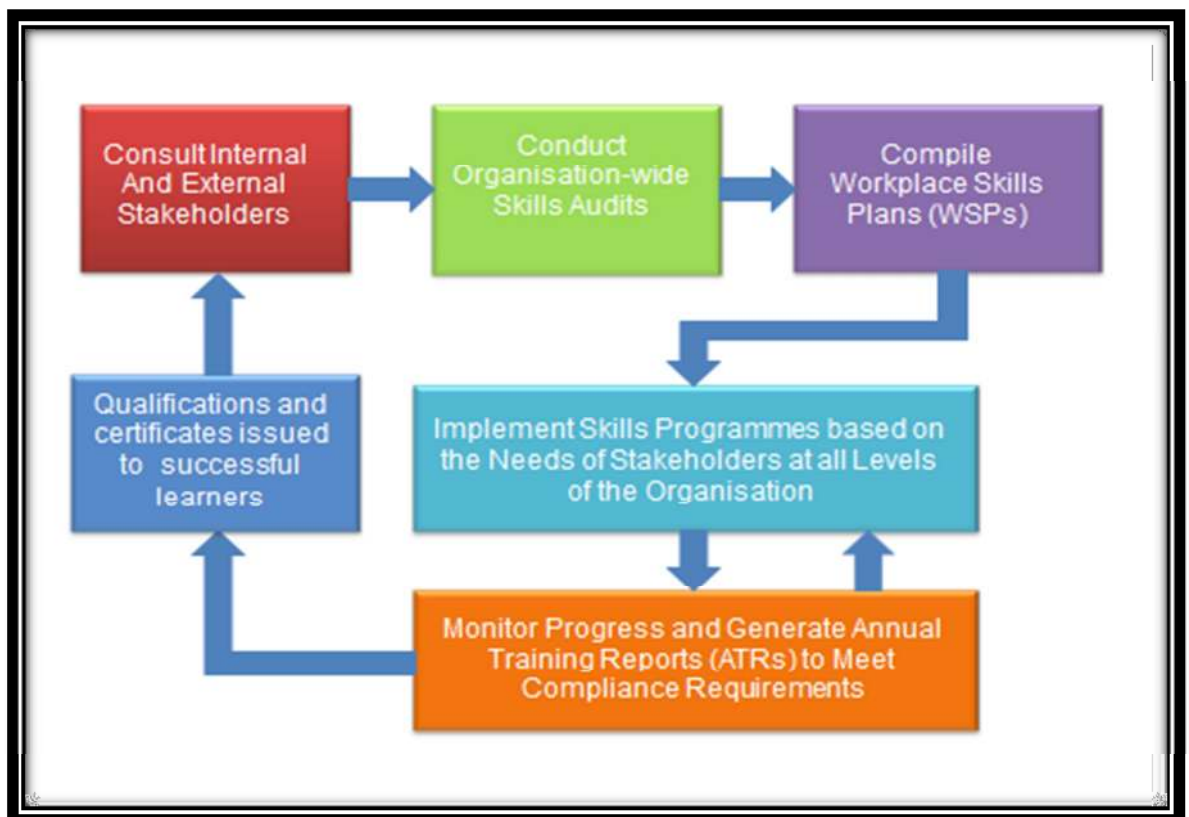 Consult Internal
And External
Stakeholders
Conduct
Organisation-wide
Skills Audits
Compile
Workplace Skills
Plans (WSPs)
Qualifications and
certificates issued
to successful
learners
Implement Skills Programmes based on
the Needs of Stakeholders at all Levels
of the Organisation
Monitor Progress and Generate Annual
Training Reports (ATRs) to Meet
Compliance Requirements